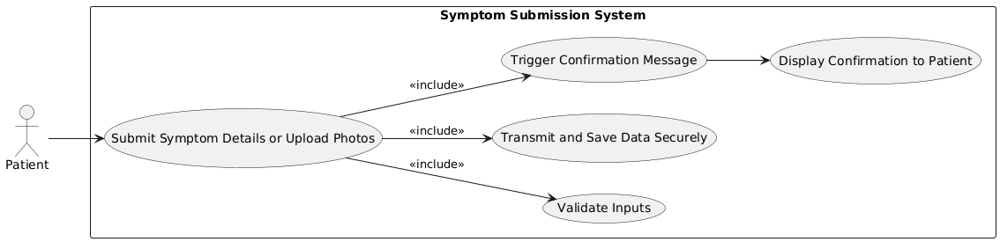 Symptom Submission System
Trigger Confirmation Message
Display Confirmation to Patient
«include»
Submit Symptom Details or Upload Photos
«include»
Transmit and Save Data Securely
Patient
«include»
Validate Inputs